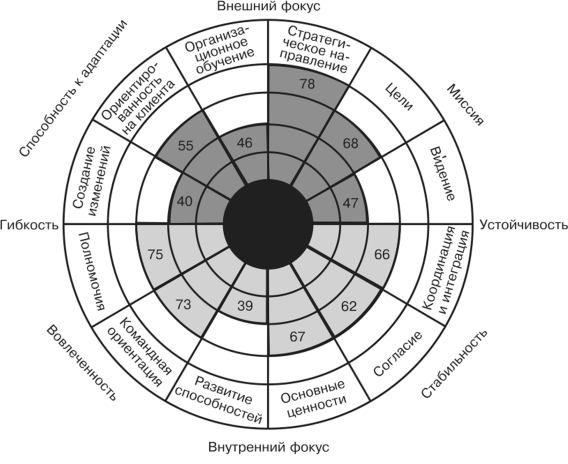 Внешний фокус
Способность к адаптации
Организа-
ционное
обучение
Стратеги-
ческое на-
правление
78
Ориентиро-
ванность
на клиента
Цели
Миссия
55
46
68
Создание
изменений
Ви́дение
40
47
Гибкость
Устойчивость
Полномочия
75
66
Координация
и интеграция
73
39
62
67
Вовлеченность
Командная
ориентация
Развитие
способностей
Основные
ценности
Согласие
Стабильность
Внутренний фокус